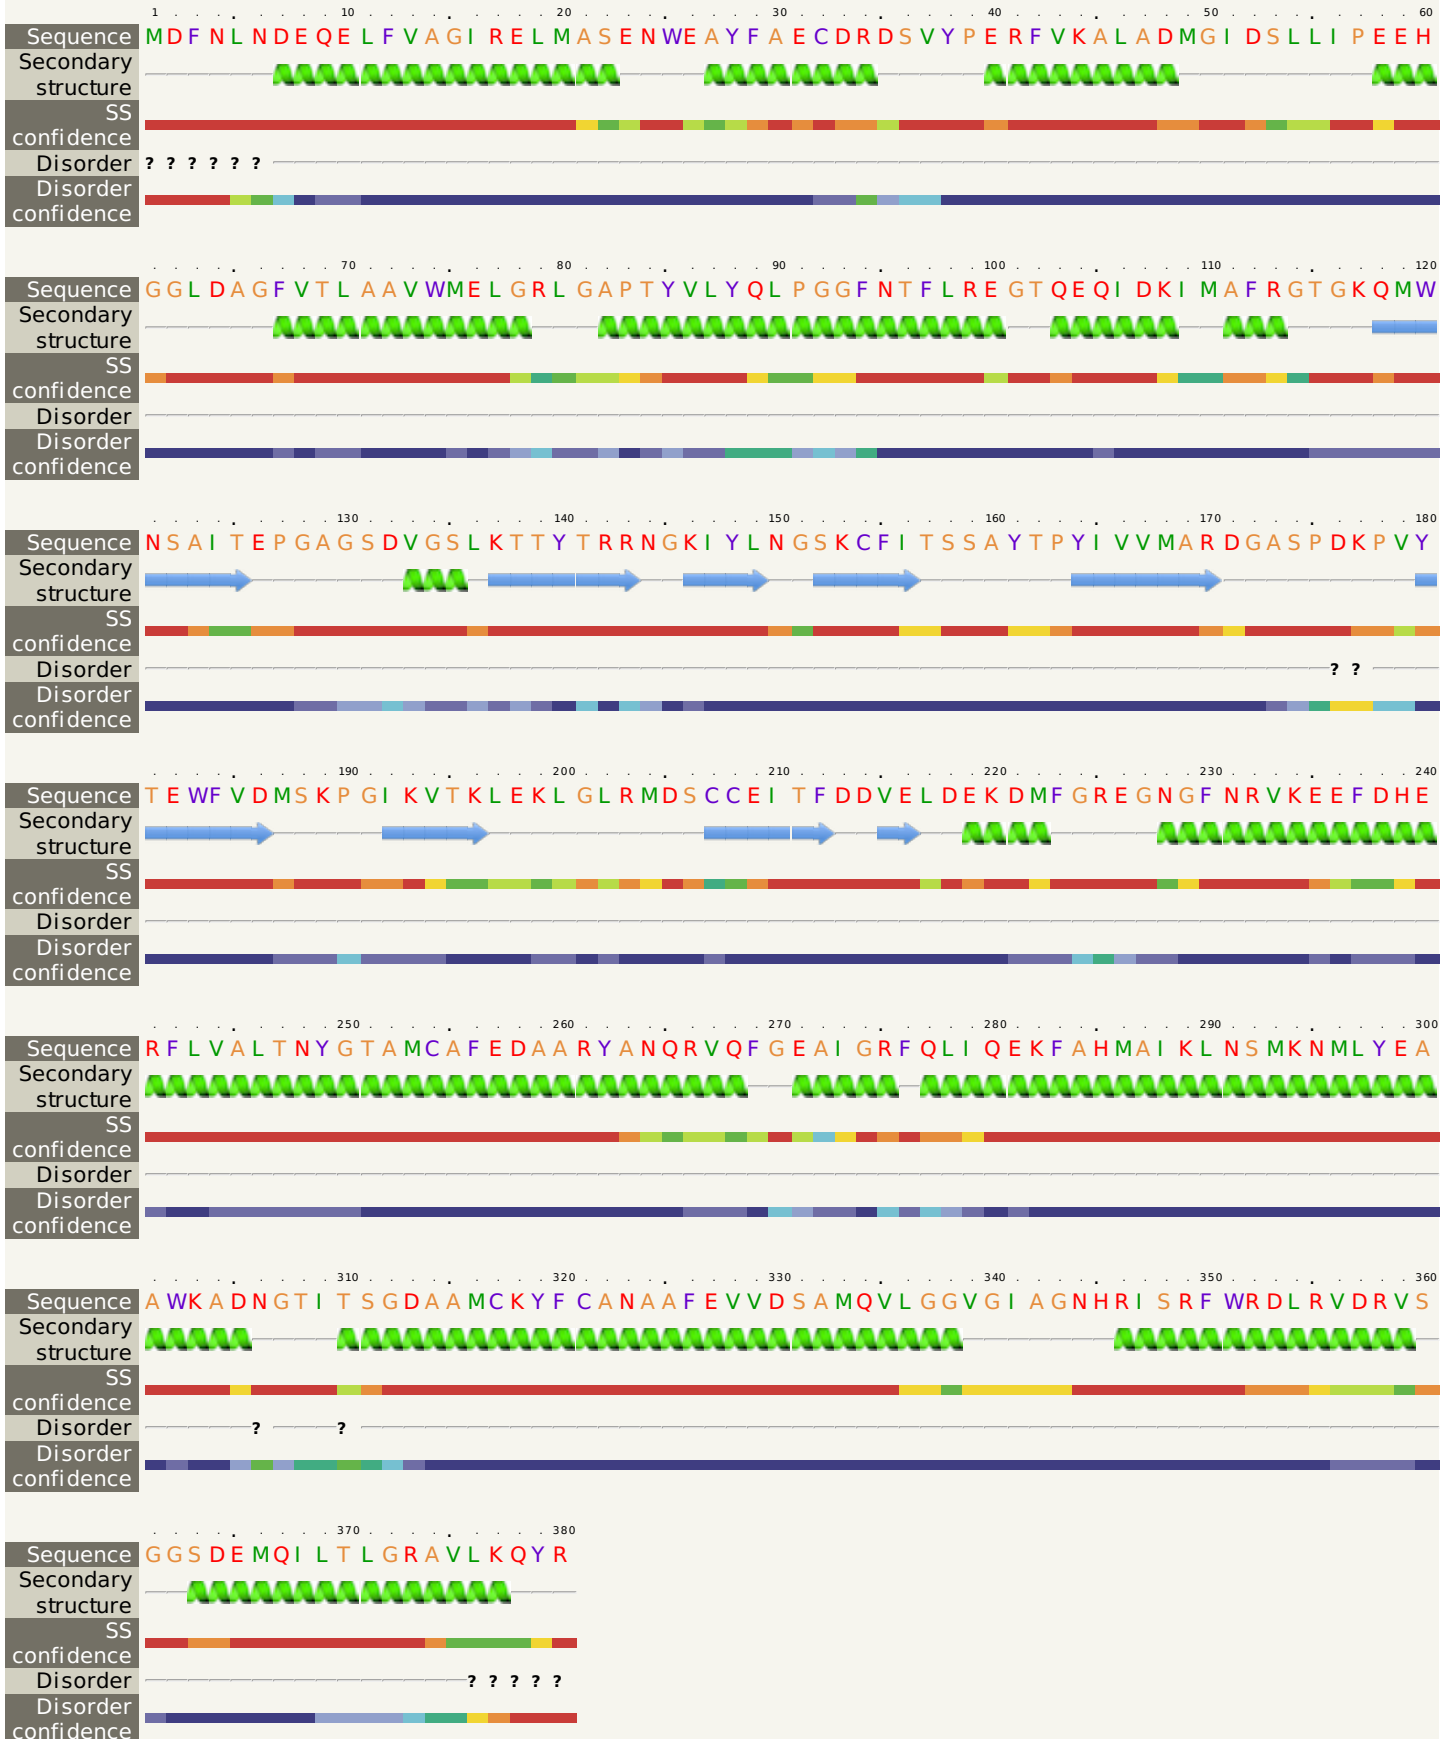 1 10 20 30 40 50 60
Sequence MDFNLNDEQELFVAGIRELMASENWEAYFAECDRDSVYPERFVKALADMGIDSLLIPEEH
Secondary
structure
SS
confidence
Disorder ? ? ? ? ? ?
Disorder
confidence
70 80 90 100 110 120
Sequence GGLDAGFVTLAAVWMELGRLGAPTYVLYQLPGGFNTFLREGTQEQIDKIMAFRGTGKQMW
Secondary
structure
SS
confidence
Disorder
Disorder
confidence
130 140 150 160 170 180
Sequence NSAITEPGAGSDVGSLKTTYTRRNGKIYLNGSKCFITSSAYTPYIVVMARDGASPDKPVY
Secondary
structure
SS
confidence
Disorder ? ?
Disorder
confidence
190 200 210 220 230 240
Sequence TEWFVDMSKPGIKVTKLEKLGLRMDSCCEITFDDVELDEKDMFGREGNGFNRVKEEFDHE
Secondary
structure
SS
confidence
Disorder
Disorder
confidence
250 260 270 280 290 300
Sequence RFLVALTNYGTAMCAFEDAARYANQRVQFGEAIGRFQLIQEKFAHMAIKLNSMKNMLYEA
Secondary
structure
SS
confidence
Disorder
Disorder
confidence
310 320 330 340 350 360
Sequence AWKADNGTITSGDAAMCKYFCANAAFEVVDSAMQVLGGVGIAGNHRISRFWRDLRVDRVS
Secondary
structure
SS
confidence
Disorder ? ?
Disorder
confidence
370 380
Sequence GGSDEMQILTLGRAVLKQYR
Secondary
structure
SS
confidence
Disorder ? ? ? ? ?
Disorder
confidence